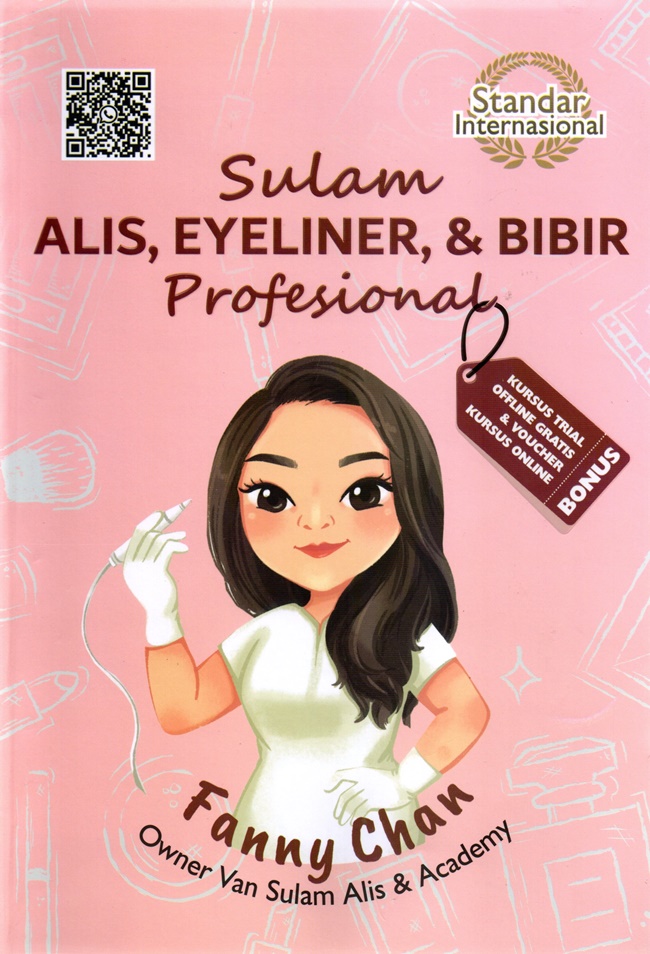 Standar
Internasional
Sulam
ALIS, EYELINER, & BIBIR
Profesional
KURSUS TRIAL
OFFLINE GRATIS
& VOUCHER
KURSUS ONLINE
BONUS
Fanny Chan
Owner Van Sulam Alis & Academy